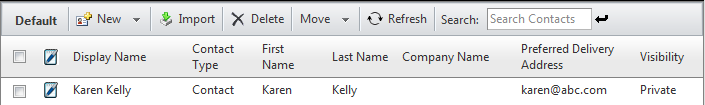 Default New Import Delete Move Refresh Search: Search Contacts
Display Name Contact Type First Name Last Name Company Name Preferred Delivery Address Visibility
Karen Kelly Contact Karen Kelly karen@abc.com Private